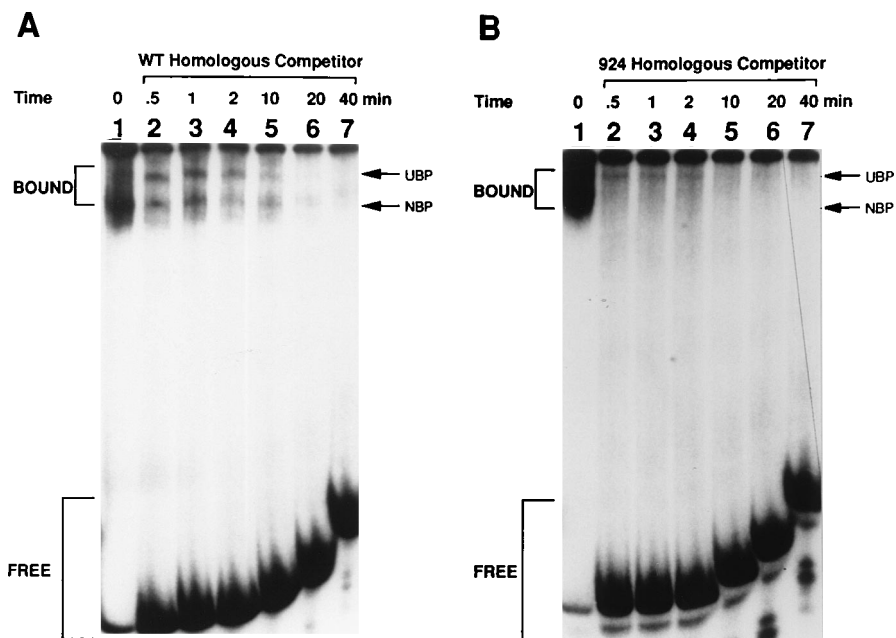 A
WT Homologous Competitor
Time 0 .5 1 2 10 20 40 min
1 2 3 4 5 6 7
BOUND
UBP
NBP
FREE
B
924 Homologous Competitor
Time 0 .5 1 2 10 20 40 min
1 2 3 4 5 6 7
BOUND
UBP
NBP
FREE